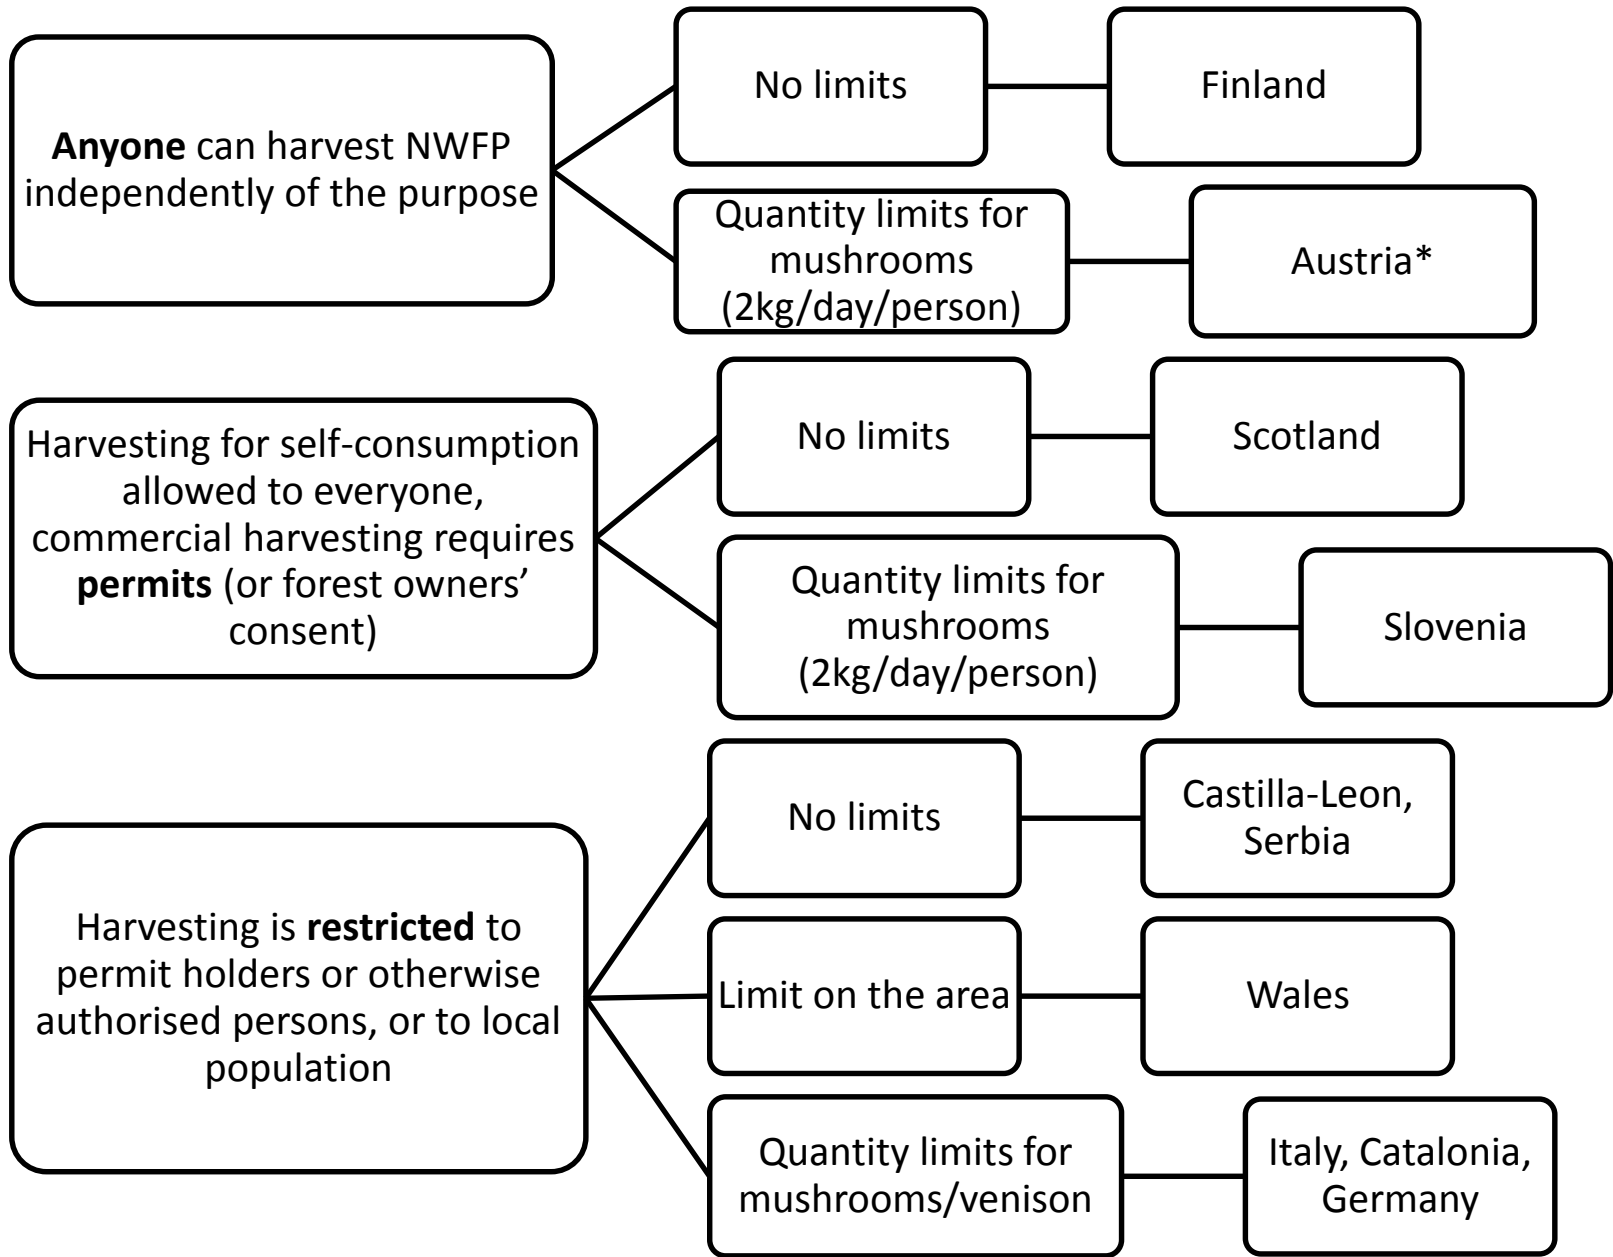 Anyone can harvest NWFP
independently of the purpose
No limits
Finland
Quantity limits for
mushrooms
(2kg/day/person)
Austria*
Harvesting for self-consumption
allowed to everyone,
commercial harvesting requires
permits (or forest owners’
consent)
No limits
Scotland
Quantity limits for
mushrooms
(2kg/day/person)
Slovenia
Harvesting is restricted to
permit holders or otherwise
authorised persons, or to local
population
No limits
Castilla-Leon,
Serbia
Limit on the area
Wales
Quantity limits for
mushrooms/venison
Italy, Catalonia,
Germany